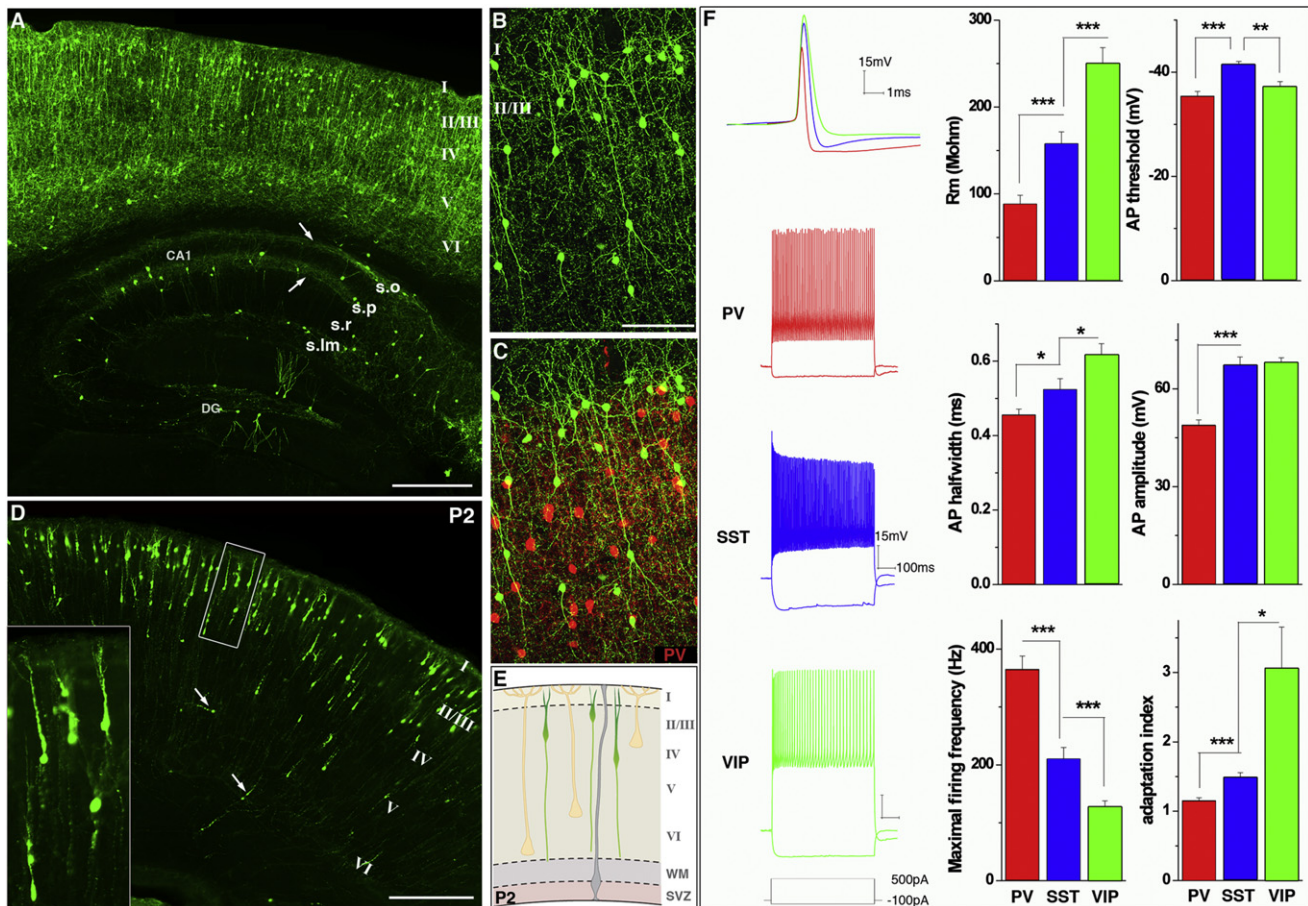 A
I
II/III
IV
V
VI
CA1
s.o
s.p
s.r
s.lm
DG
B
I
II/III
C
PV
D
P2
I
II/III
IV
V
VI
E
I
II/III
IV
V
VI
WM
SVZ
P2
F
15mV
1ms
PV
SST
15mV
100ms
VIP
500pA
-100pA
Rm (Mohm)
300
200
100
0
***
***
AP threshold (mV)
-40
-20
0
***
**
AP halfwidth (ms)
0.6
0.4
0.2
0.0
*
*
AP amplitude (mV)
60
30
0
***
Maximal firing frequency (Hz)
400
200
0
***
***
PV SST VIP
adaptation index
3
2
1
0
***
*
PV SST VIP